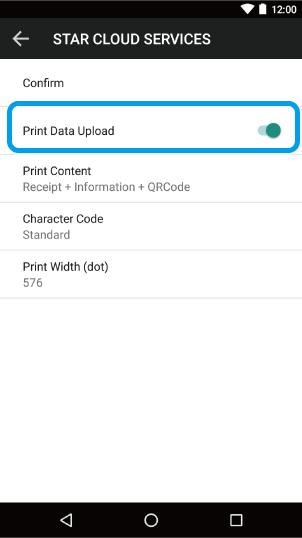 12:00
STAR CLOUD SERVICES
Confirm
Print Data Upload
Print Content
Receipt + Information + QRCode
Character Code
Standard
Print Width (dot)
576